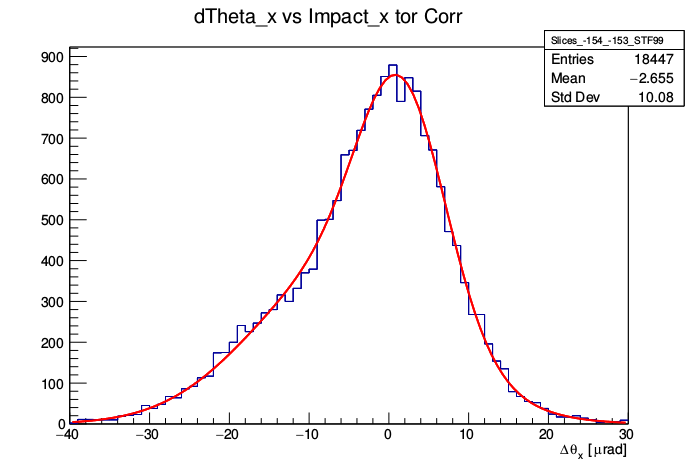 dTheta_x vs Impact_x tor Corr
Slices_-154_-153_STF99
Entries 18447
Mean −2.655
Std Dev 10.08
900
800
700
600
500
400
300
200
100
0
−40 −30 −20 −10 0 10 20 30
Δθx [μrad]